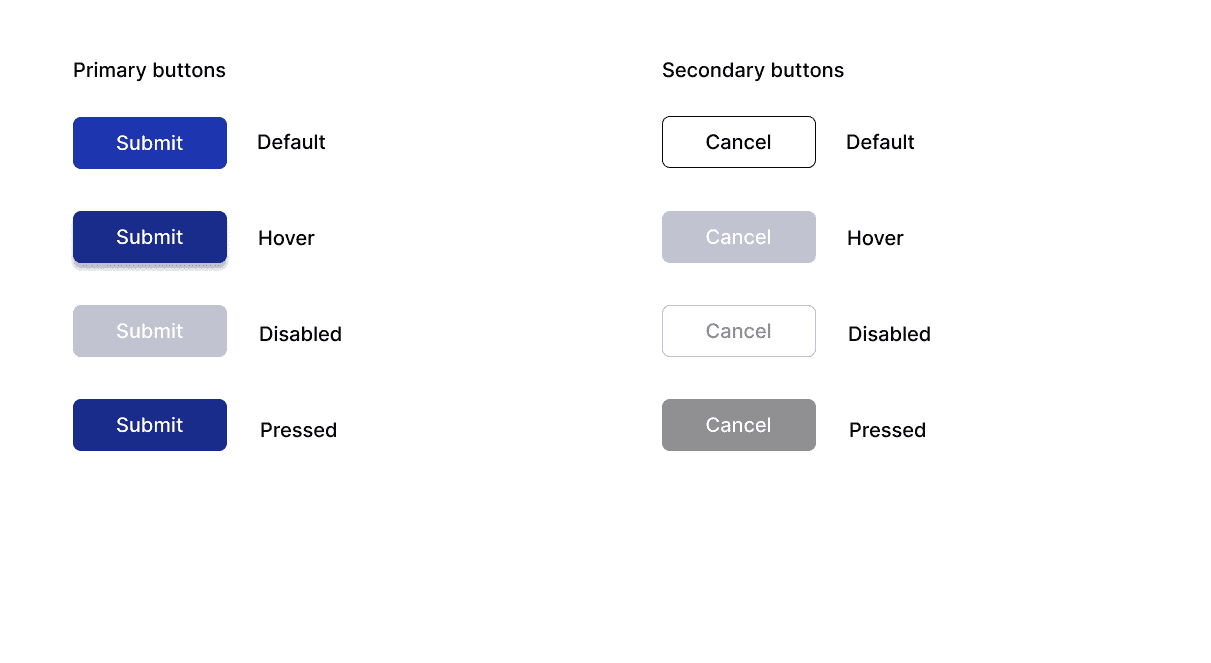 Primary buttons
Submit
Default
Submit
Hover
Submit
Disabled
Submit
Pressed
Secondary buttons
Cancel
Default
Cancel
Hover
Cancel
Disabled
Cancel
Pressed